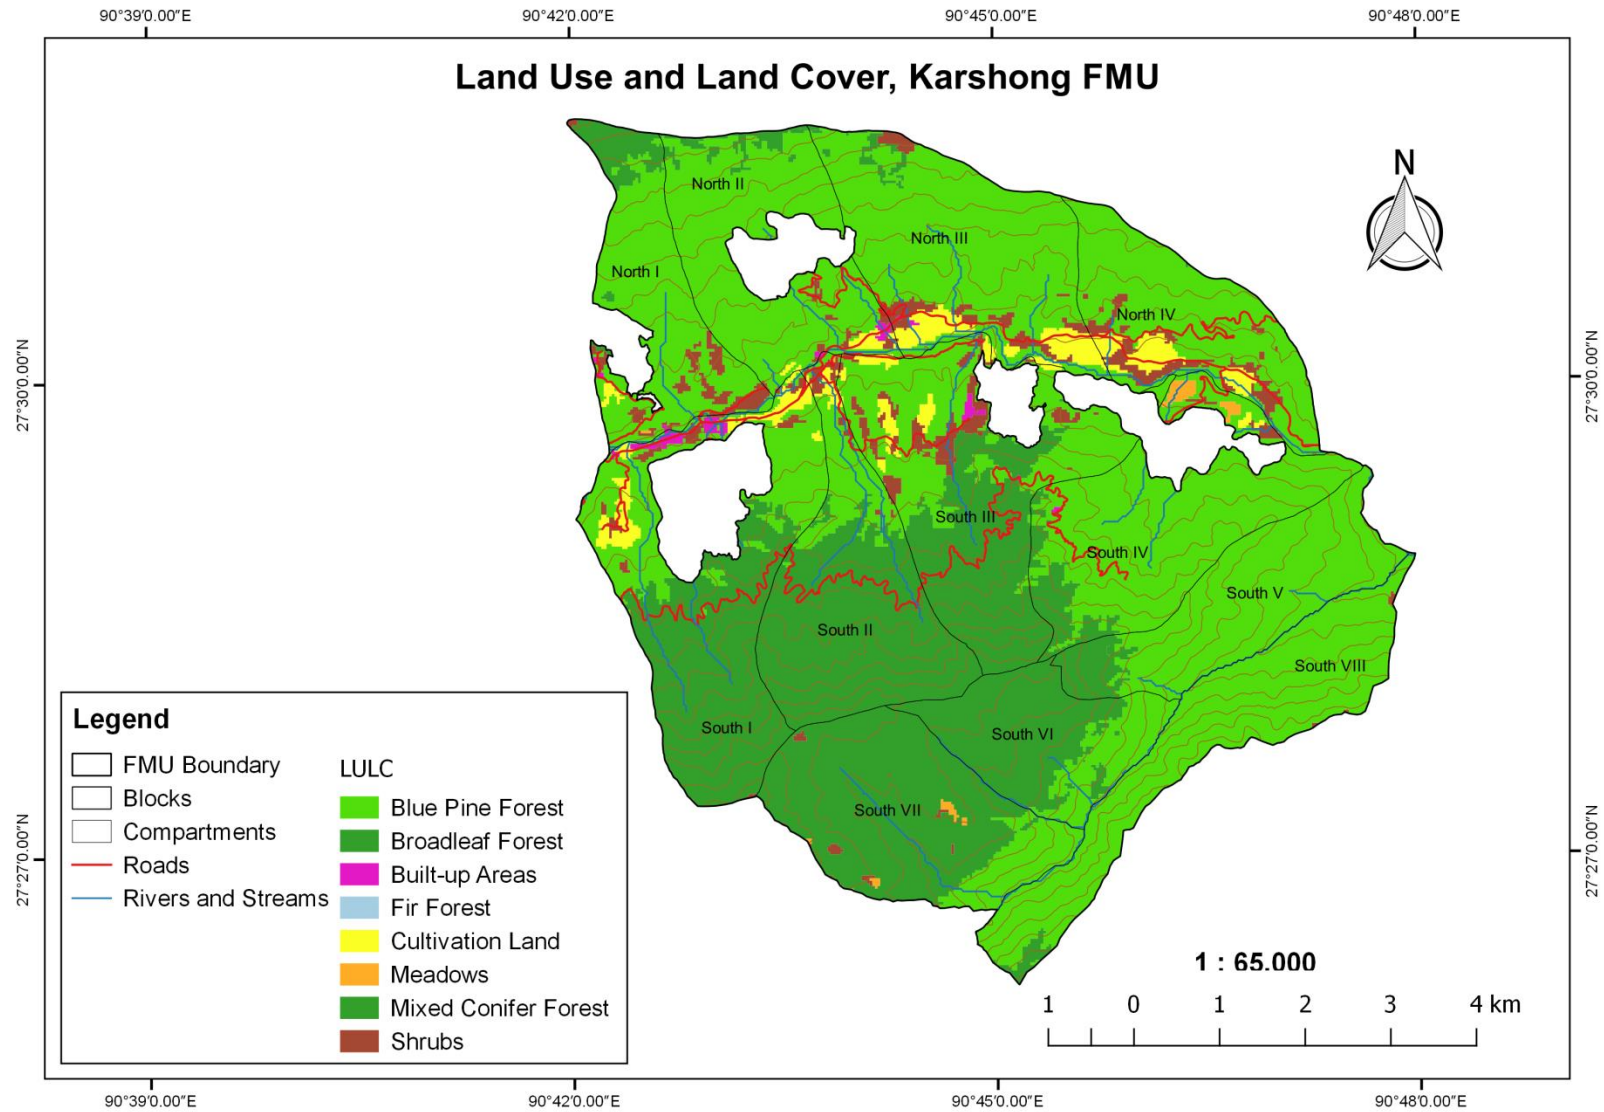 90°39'0.00"E 90°42'0.00"E 90°45'0.00"E 90°48'0.00"E
Land Use and Land Cover, Karshong FMU
N
North II
North III
North I
North IV
27°30'0.00"N
27°30'0.00"N
South III
South IV
South V
South II
South VIII
South I
South VI
South VII
27°27'0.00"N
27°27'0.00"N
Legend
FMU Boundary
Blocks
Compartments
Roads
Rivers and Streams
LULC
Blue Pine Forest
Broadleaf Forest
Built-up Areas
Fir Forest
Cultivation Land
Meadows
Mixed Conifer Forest
Shrubs
1 : 65.000
1 0 1 2 3 4 km
90°39'0.00"E 90°42'0.00"E 90°45'0.00"E 90°48'0.00"E